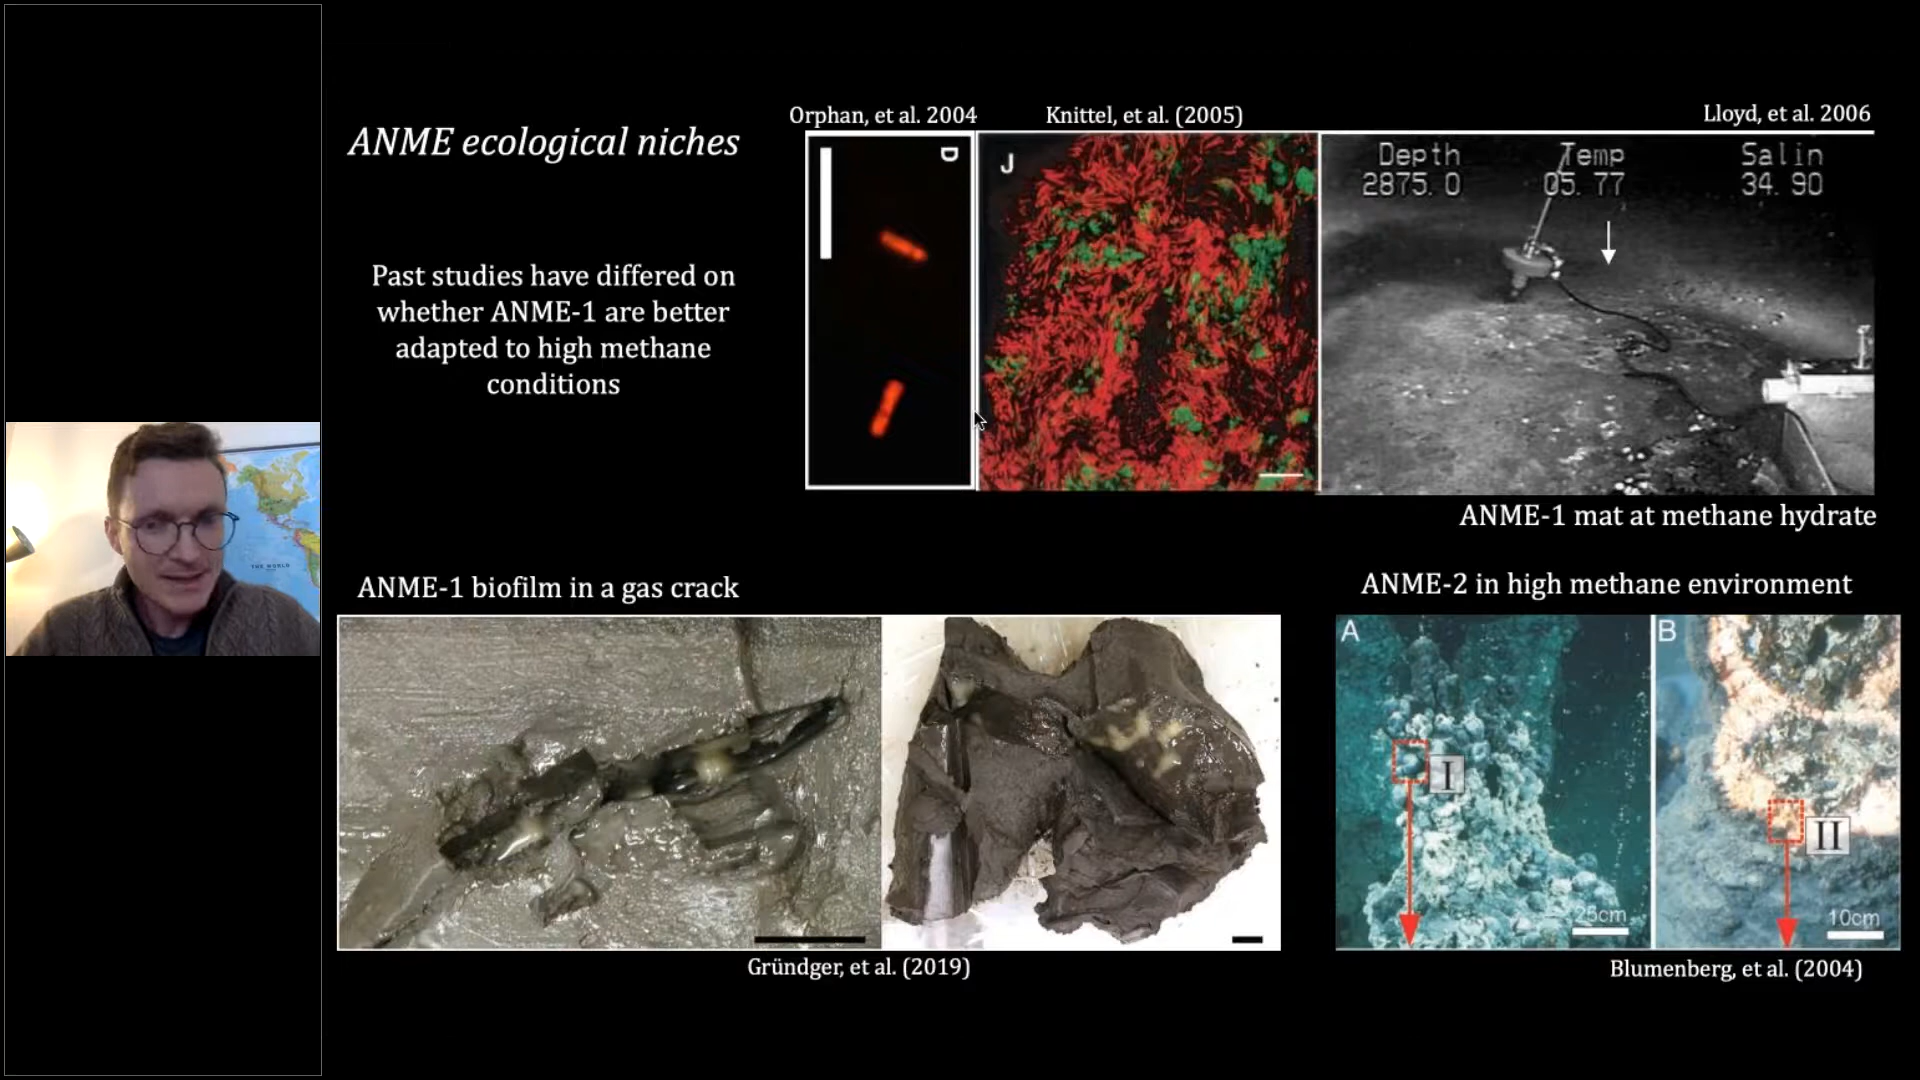 ANME ecological niches
Past studies have differed on
whether ANME-1 are better
adapted to high methane
conditions
Orphan, et al. 2004
D
Knittel, et al. (2005)
J
Lloyd, et al. 2006
Depth Temp Salin
2875.0 05.77 34.90
ANME-1 mat at methane hydrate
THE WORLD
ANME-1 biofilm in a gas crack
Gründger, et al. (2019)
ANME-2 in high methane environment
A
I
25cm
B
II
10cm
Blumenberg, et al. (2004)